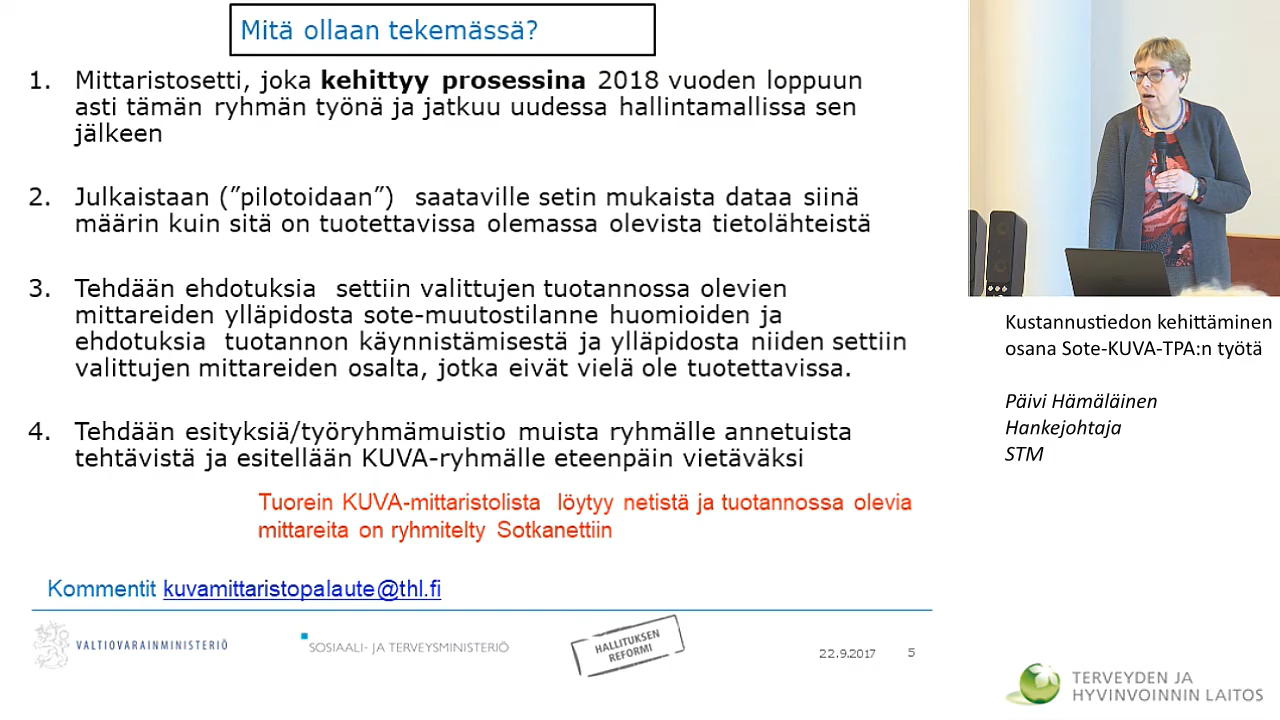 Mitä ollaan tekemässä?
1. Mittaristosetti, joka kehittyy prosessina 2018 vuoden loppuun
asti tämän ryhmän työnä ja jatkuu uudessa hallintamallissa sen
jälkeen
2. Julkaistaan (”pilotoidaan”) saataville setin mukaista dataa siinä
määrin kuin sitä on tuotettavissa olemassa olevista tietolähteistä
3. Tehdään ehdotuksia settiin valittujen tuotannossa olevien
mittareiden ylläpidosta sote-muutostilanne huomioiden ja
ehdotuksia tuotannon käynnistämisestä ja ylläpidosta niiden settiin
valittujen mittareiden osalta, jotka eivät vielä ole tuotettavissa.
4. Tehdään esityksiä/työryhmämuistio muista ryhmälle annetuista
tehtävistä ja esitellään KUVA-ryhmälle eteenpäin vietäväksi
Tuorein KUVA-mittaristolista löytyy netistä ja tuotannossa olevia
mittareita on ryhmitelty Sotkanettiin
Kommentit kuvamittaristopalaute@thl.fi
VALTIOVARAINMINISTERIÖ
SOSIAALI- JA TERVEYSMINISTERIÖ
HALLITUKSEN
REFORMI
22.9.2017 5
Kustannustiedon kehittäminen
osana Sote-KUVA-TPA:n työtä
Päivi Hämäläinen
Hankejohtaja
STM
TERVEYDEN JA
HYVINVOINNIN LAITOS